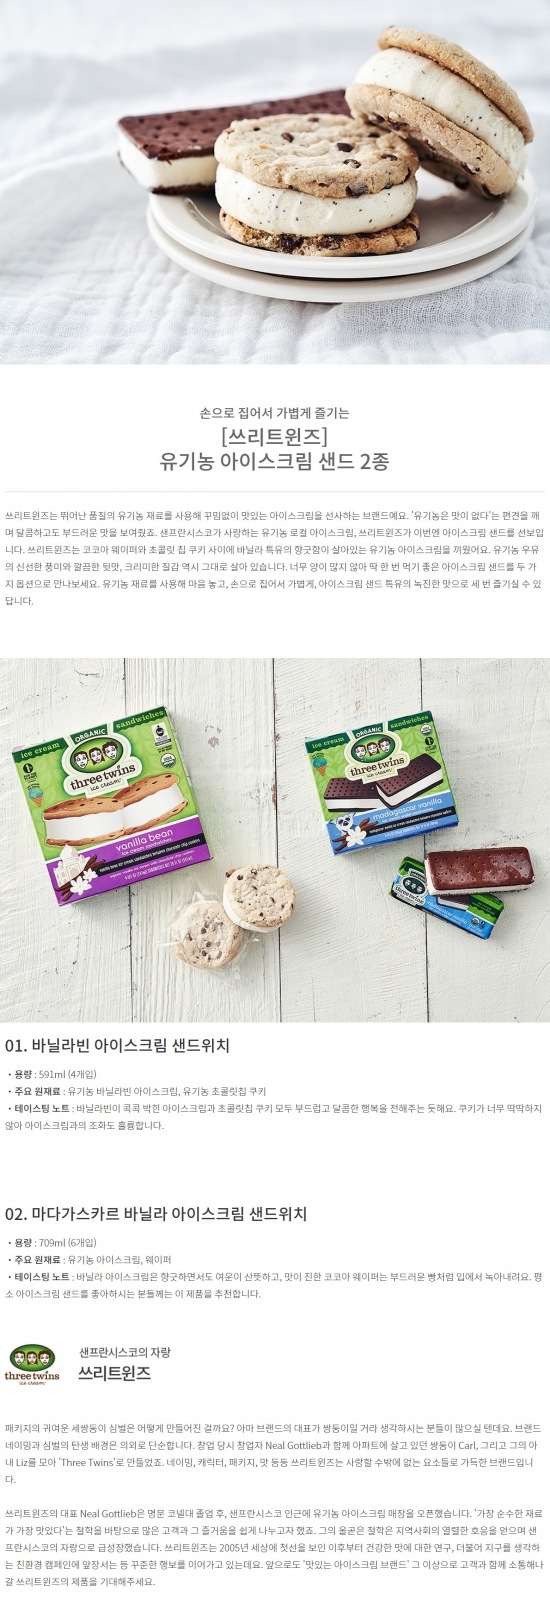 손으로 집어서 가볍게 즐기는
[쓰리트윈즈]
유기농 아이스크림 샌드 2종
쓰리트윈즈는 뛰어난 품질의 유기농 재료를 사용해 꾸밈없이 맛있는 아이스크림을 선사하는 브랜드예요. '유기농은 맛이 없다'는 편견을 깨
며 달콤하고도 부드러운 맛을 보여줬죠. 샌프란시스코가 사랑하는 유기농 로컬 아이스크림, 쓰리트윈즈가 이번엔 아이스크림 샌드를 선보입
니다. 쓰리트윈즈는 코코아 웨이퍼와 초콜릿 칩 쿠키 사이에 바닐라 특유의 향긋함이 살아있는 유기농 아이스크림을 끼웠어요. 유기농 우유
의 신선한 풍미와 깔끔한 뒷맛, 크리미한 질감 역시 그대로 살아 있습니다. 너무 양이 많지 않아 딱 한 번 먹기 좋은 아이스크림 샌드를 두 가
지 옵션으로 만나보세요. 유기농 재료를 사용해 마음 놓고, 손으로 집어서 가볍게, 아이스크림 샌드 특유의 녹진한 맛으로 세 번 즐기실 수 있
답니다.
ice cream ORGANIC sandwiches
three twins
ice cream
vanilla bean
ice cream sandwiches
ice cream ORGANIC sandwiches
three twins
ice cream
madagascar vanilla
three twins
01. 바닐라빈 아이스크림 샌드위치
・용량 : 591ml (4개입)
・주요 원재료 : 유기농 바닐라빈 아이스크림, 유기농 초콜릿칩 쿠키
・테이스팅 노트 : 바닐라빈이 콕콕 박힌 아이스크림과 초콜릿칩 쿠키 모두 부드럽고 달콤한 행복을 전해주는 듯해요. 쿠키가 너무 딱딱하지
않아 아이스크림과의 조화도 훌륭합니다.
02. 마다가스카르 바닐라 아이스크림 샌드위치
・용량 : 709ml (6개입)
・주요 원재료 : 유기농 아이스크림, 웨이퍼
・테이스팅 노트 : 바닐라 아이스크림은 향긋하면서도 여운이 산뜻하고, 맛이 진한 코코아 웨이퍼는 부드러운 빵처럼 입에서 녹아내려요. 평
소 아이스크림 샌드를 좋아하시는 분들께는 이 제품을 추천합니다.
three twins
ice cream
샌프란시스코의 자랑
쓰리트윈즈
패키지의 귀여운 세쌍둥이 심벌은 어떻게 만들어진 걸까요? 아마 브랜드의 대표가 쌍둥이일 거라 생각하시는 분들이 많으실 텐데요. 브랜드
네이밍과 심벌의 탄생 배경은 의외로 단순합니다. 창업 당시 창업자 Neal Gottlieb과 함께 아파트에 살고 있던 쌍둥이 Carl, 그리고 그의 아
내 Liz를 모아 'Three Twins'로 만들었죠. 네이밍, 캐릭터, 패키지, 맛 등등 쓰리트윈즈는 사랑할 수밖에 없는 요소들로 가득한 브랜드입니
다.
쓰리트윈즈의 대표 Neal Gottlieb은 명문 코넬대 졸업 후, 샌프란시스코 인근에 유기농 아이스크림 매장을 오픈했습니다. '가장 순수한 재료
가 가장 맛있다'는 철학을 바탕으로 많은 고객과 그 즐거움을 쉽게 나누고자 했죠. 그의 올곧은 철학은 지역사회의 열렬한 호응을 얻으며 샌
프란시스코의 자랑으로 급성장했습니다. 쓰리트윈즈는 2005년 세상에 첫선을 보인 이후부터 건강한 맛에 대한 연구, 더불어 지구를 생각하
는 친환경 캠페인에 앞장서는 등 꾸준한 행보를 이어가고 있는데요. 앞으로도 '맛있는 아이스크림 브랜드' 그 이상으로 고객과 함께 소통해나
갈 쓰리트윈즈의 제품을 기대해주세요.